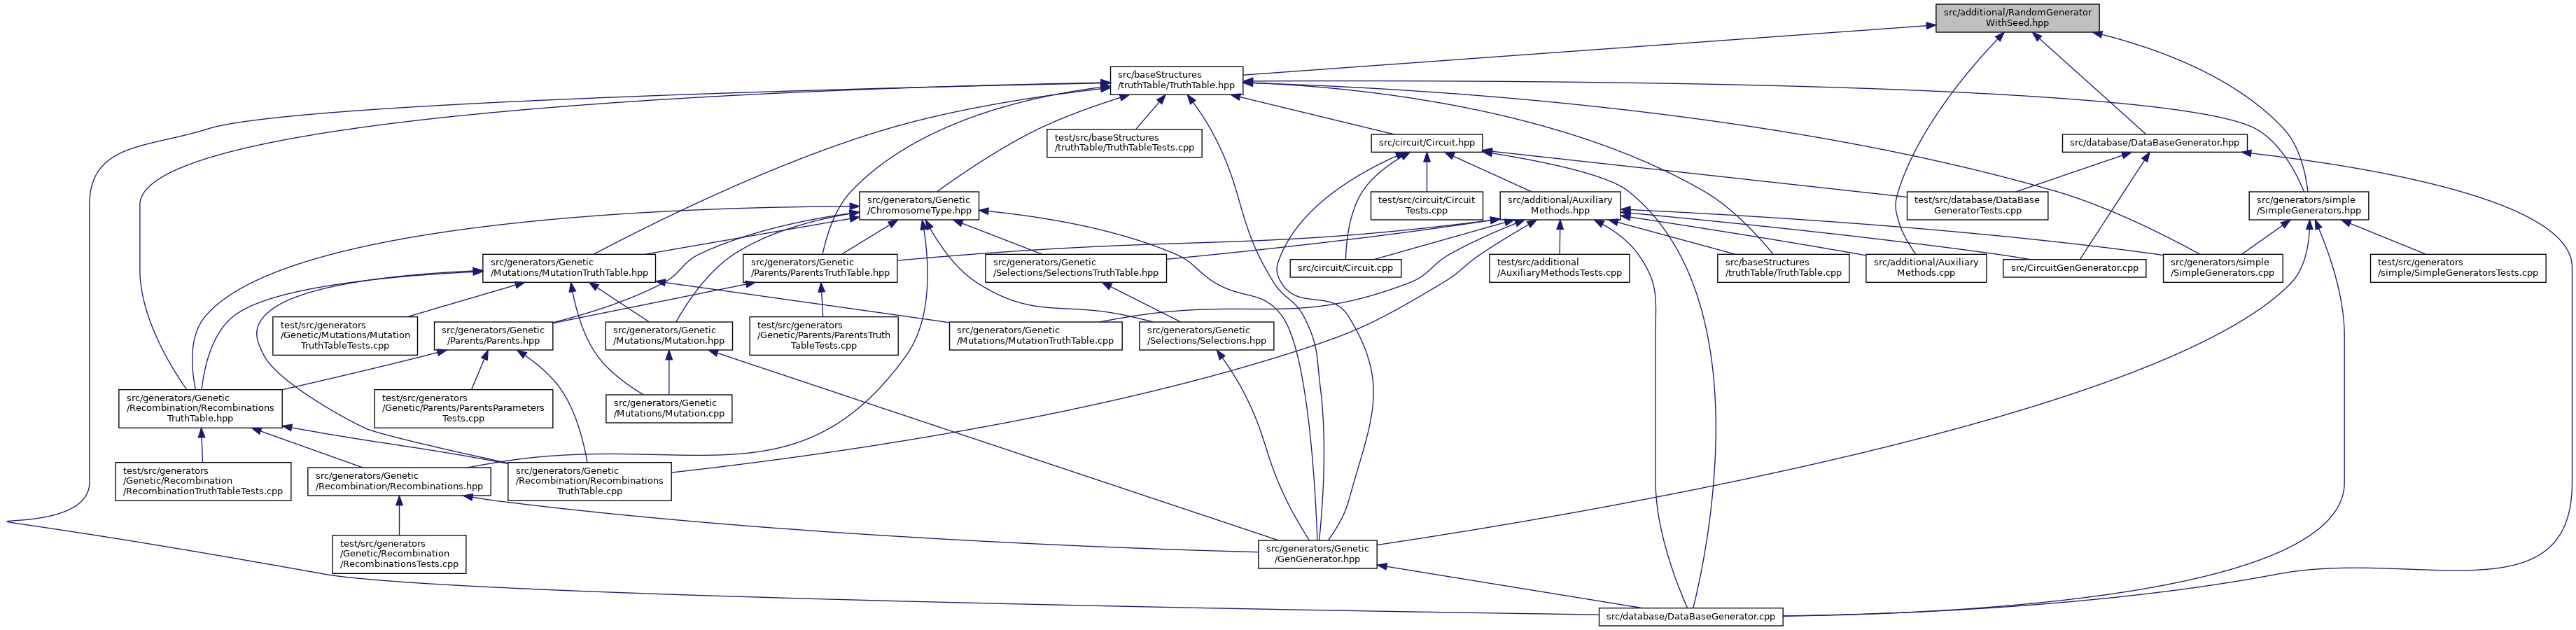 src/additional/RandomGenerator
WithSeed.hpp
src/baseStructures
/truthTable/TruthTable.hpp
test/src/baseStructures
/truthTable/TruthTableTests.cpp
src/circuit/Circuit.hpp
src/database/DataBaseGenerator.hpp
src/generators/Genetic
/ChromosomeType.hpp
test/src/circuit/Circuit
Tests.cpp
src/additional/Auxiliary
Methods.hpp
test/src/database/DataBase
GeneratorTests.cpp
src/generators/simple
/SimpleGenerators.hpp
src/generators/Genetic
/Mutations/MutationTruthTable.hpp
src/generators/Genetic
/Parents/ParentsTruthTable.hpp
src/generators/Genetic
/Selections/SelectionsTruthTable.hpp
src/circuit/Circuit.cpp
test/src/additional
/AuxiliaryMethodsTests.cpp
src/baseStructures
/truthTable/TruthTable.cpp
src/additional/Auxiliary
Methods.cpp
src/CircuitGenGenerator.cpp
src/generators/simple
/SimpleGenerators.cpp
test/src/generators
/simple/SimpleGeneratorsTests.cpp
test/src/generators
/Genetic/Mutations/Mutation
TruthTableTests.cpp
src/generators/Genetic
/Parents/Parents.hpp
src/generators/Genetic
/Mutations/Mutation.hpp
test/src/generators
/Genetic/Parents/ParentsTruth
TableTests.cpp
src/generators/Genetic
/Mutations/MutationTruthTable.cpp
src/generators/Genetic
/Selections/Selections.hpp
src/generators/Genetic
/Recombination/Recombinations
TruthTable.hpp
test/src/generators
/Genetic/Parents/ParentsParameters
Tests.cpp
src/generators/Genetic
/Mutations/Mutation.cpp
test/src/generators
/Genetic/Recombination
/RecombinationTruthTableTests.cpp
src/generators/Genetic
/Recombination/Recombinations.hpp
src/generators/Genetic
/Recombination/Recombinations
TruthTable.cpp
test/src/generators
/Genetic/Recombination
/RecombinationsTests.cpp
src/generators/Genetic
/GenGenerator.hpp
src/database/DataBaseGenerator.cpp